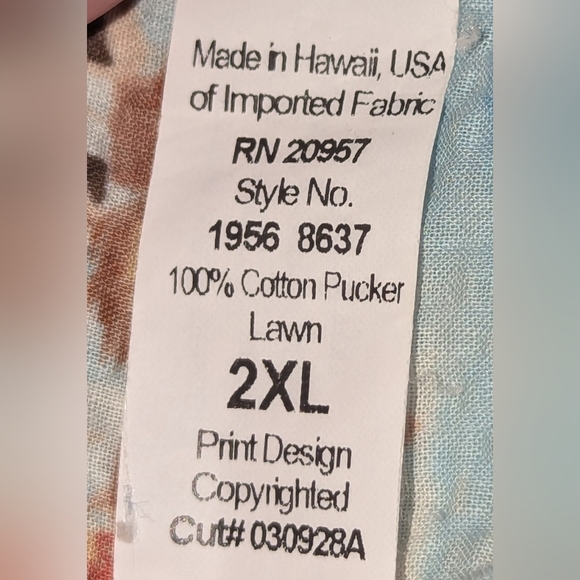 Made in Hawaii, USA
of Imported Fabric
RN 20957
Style No.
1956 8637
100% Cotton Pucker
Lawn
2XL
Print Design
Copyrighted
Cut# 030928A